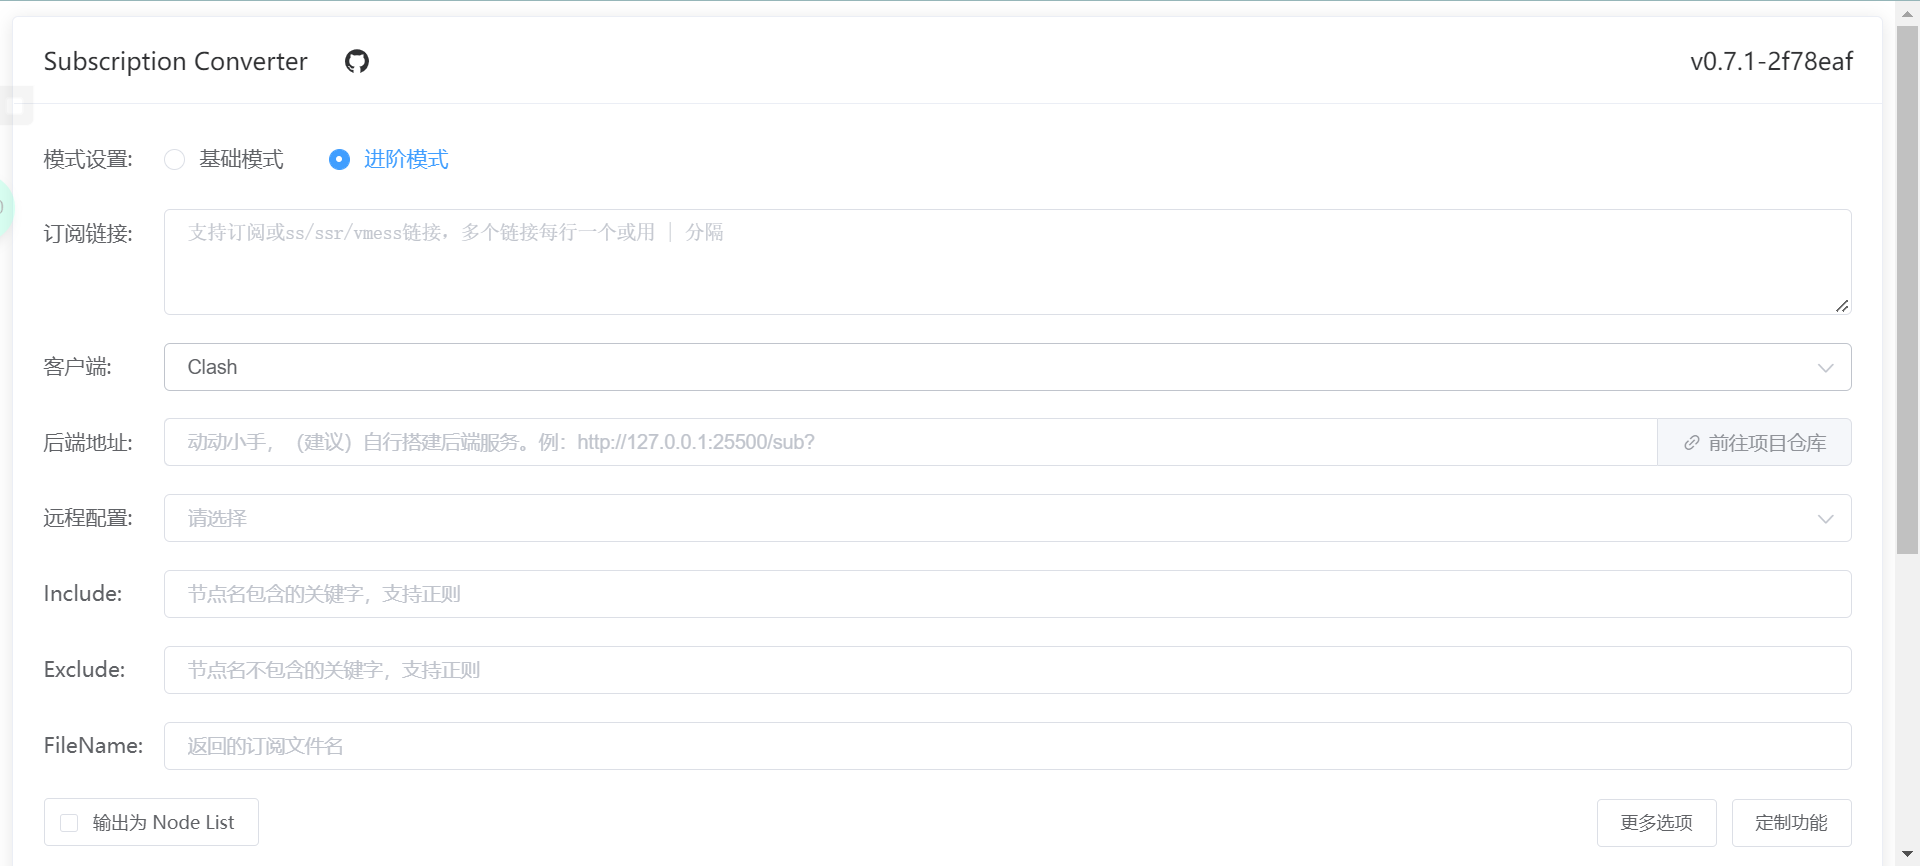 Subscription Converter
v0.7.1-2f78eaf
模式设置: 基础模式 进阶模式
订阅链接: 支持订阅或ss/ssr/vmess链接，多个链接每行一个或用 | 分隔
客户端: Clash
后端地址: 动动小手，（建议）自行搭建后端服务。例：http://127.0.0.1:25500/sub? 前往项目仓库
远程配置: 请选择
Include: 节点名包含的关键字，支持正则
Exclude: 节点名不包含的关键字，支持正则
FileName: 返回的订阅文件名
输出为 Node List 更多选项 定制功能